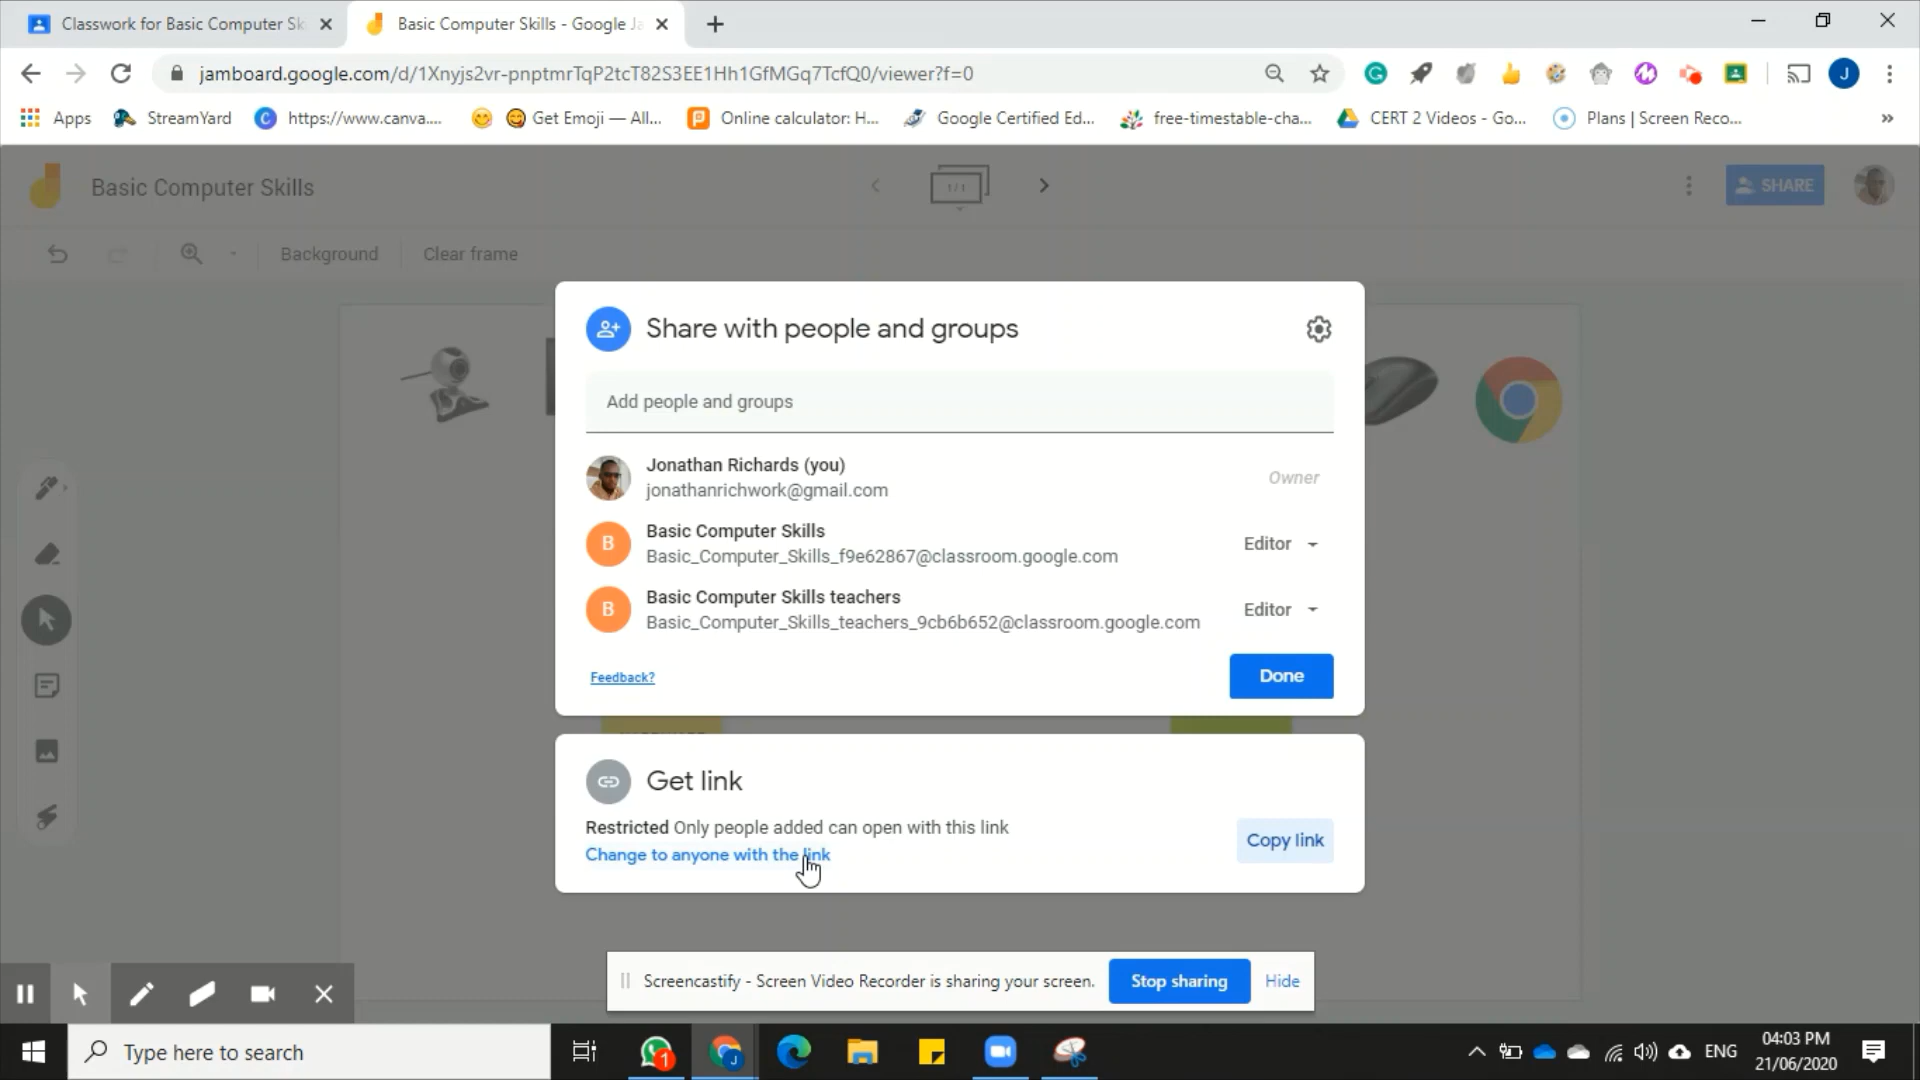 Classwork for Basic Computer Sk
Basic Computer Skills - Google Ja
jamboard.google.com/d/1Xnyjs2vr-pnptmrTqP2tcT82S3EE1Hh1GfMGq7TcfQ0/viewer?f=0
J
Apps
StreamYard
https://www.canva....
Get Emoji — All...
Online calculator: H...
Google Certified Ed...
free-timestable-cha...
CERT 2 Videos - Go...
Plans | Screen Reco...
»
Basic Computer Skills
1/1
SHARE
Background
Clear frame
Share with people and groups
Add people and groups
Jonathan Richards (you)
jonathanrichwork@gmail.com
Owner
B
Basic Computer Skills
Basic_Computer_Skills_f9e62867@classroom.google.com
Editor
B
Basic Computer Skills teachers
Basic_Computer_Skills_teachers_9cb6b652@classroom.google.com
Editor
Feedback?
Done
Get link
Restricted Only people added can open with this link
Change to anyone with the link
Copy link
Screencastify - Screen Video Recorder is sharing your screen.
Stop sharing
Hide
Type here to search
1
J
ENG
04:03 PM
21/06/2020